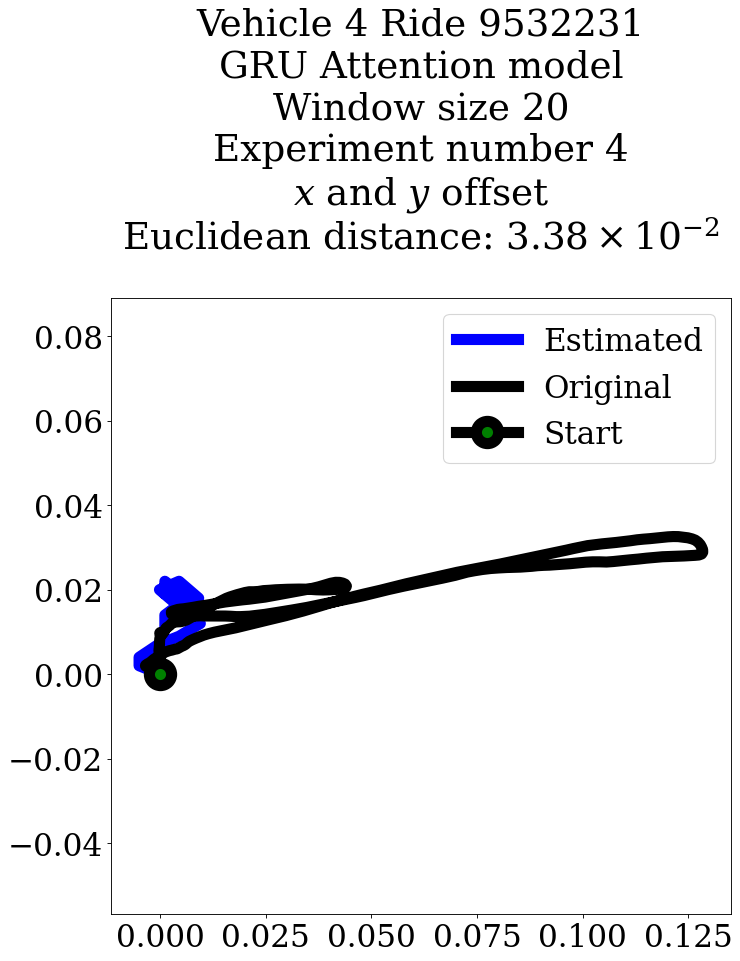 Vehicle 4 Ride 9532231
GRU Attention model
Window size 20
Experiment number 4
x and y offset
Euclidean distance: 3.38 × 10⁻²
Estimated
Original
Start
0.08
0.06
0.04
0.02
0.00
−0.02
−0.04
0.000 0.025 0.050 0.075 0.100 0.125